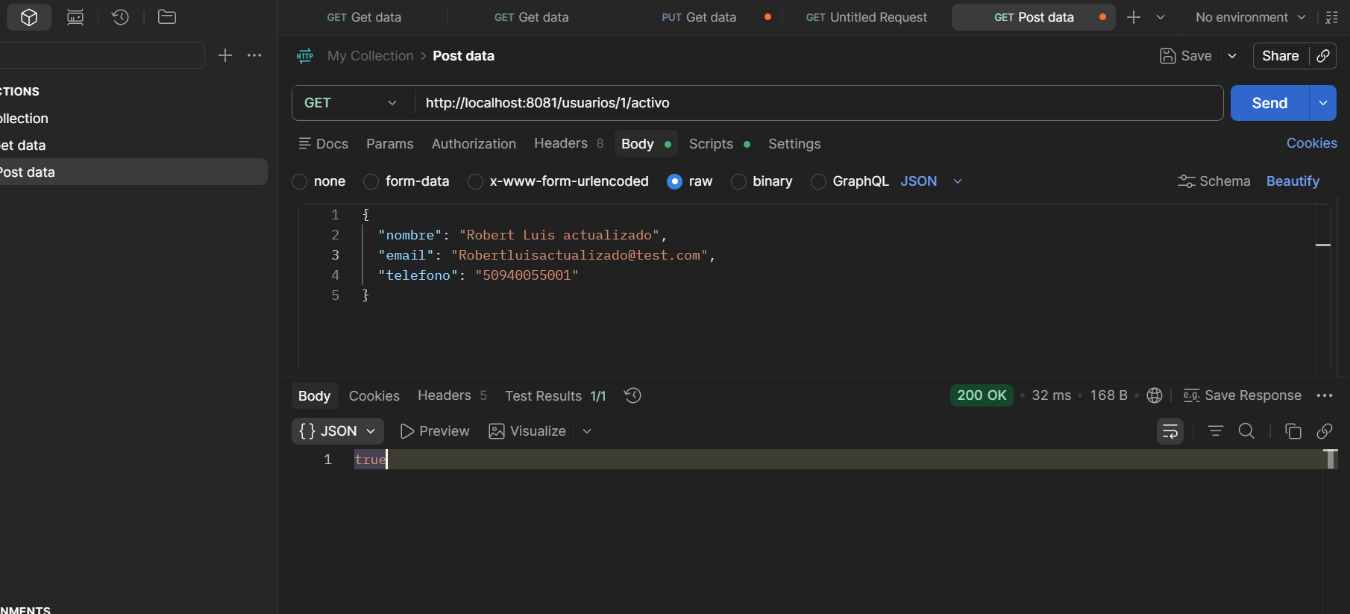 GET Get data GET Get data PUT Get data GET Untitled Request GET Post data No environment
HTTP My Collection > Post data Save Share
CTIONS
ollection
et data
Post data
GET http://localhost:8081/usuarios/1/activo Send
Docs Params Authorization Headers 8 Body Scripts Settings Cookies
none form-data x-www-form-urlencoded raw binary GraphQL JSON Schema Beautify
1 {
2 "nombre": "Robert Luis actualizado",
3 "email": "Robertluisactualizado@test.com",
4 "telefono": "50940055001"
5 }
Body Cookies Headers 5 Test Results 1/1 200 OK • 32 ms • 168 B • e.g. Save Response
{ } JSON Preview Visualize
1 true
NMENTS